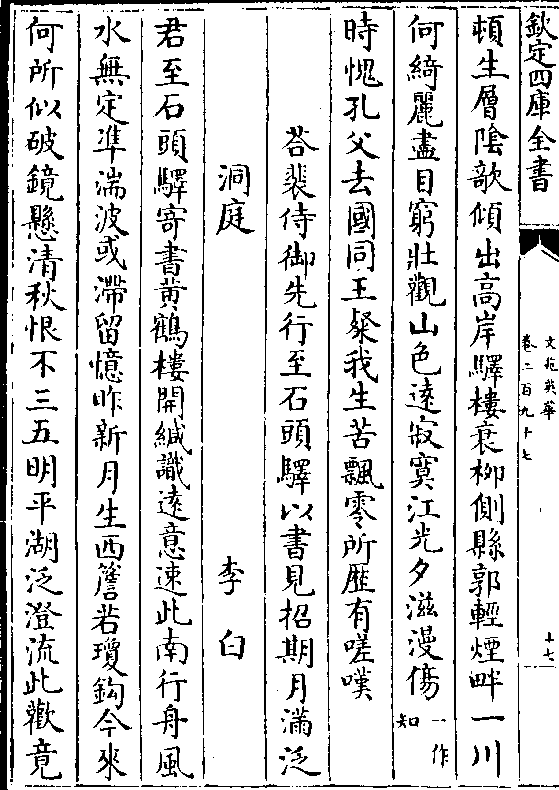 欽定四庫全書
文苑英華
卷二百九十七
十七
頓生層陰欹傾出高岸驛樓衰柳側縣郭輕煙畔一川
何綺麗盡目窮壯觀山色遠寂寞江光夕滋漫傷一作知
時愧孔父去國同王粲我生苦飄零所歷有嗟嘆
荅裴侍御先行至石頭驛以書見招期月滿泛
洞庭 李白
君至石頭驛寄書黄鶴樓開緘識遠意速此南行舟風
水無定準湍波或滯留憶昨新月生西簷若瓊鈎今來
何所似破鏡懸清秋恨不三五明平湖泛澄流此歡竟